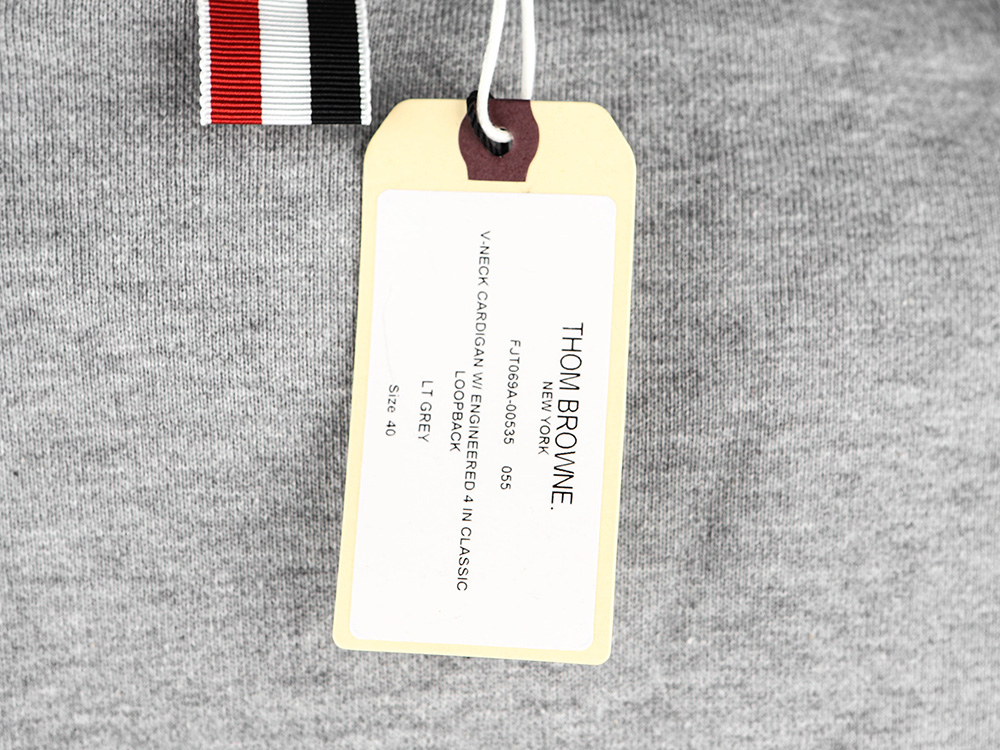 THOM BROWNE.
NEW YORK
FJT069A-00535 055
V-NECK CARDIGAN W/ ENGINEERED 4 IN CLASSIC
LOOPBACK
LT GREY
Size 40